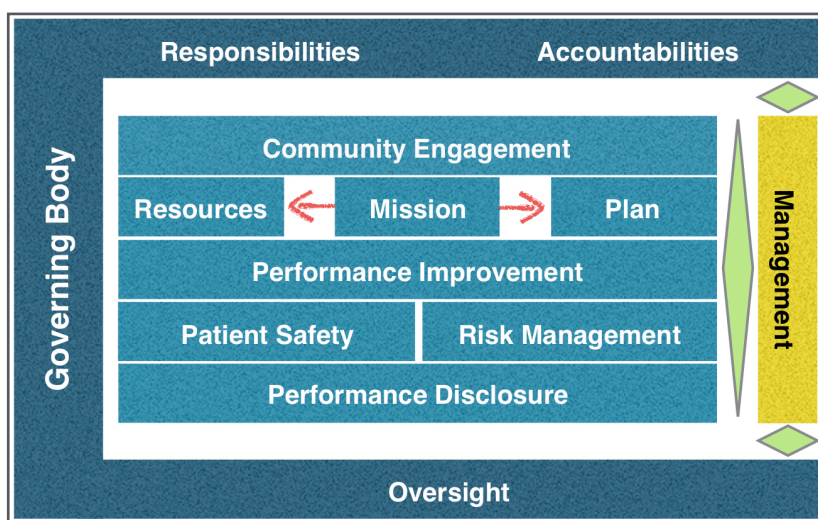 Responsibilities
Accountabilities
Governing Body
Community Engagement
Resources
Mission
Plan
Performance Improvement
Patient Safety
Risk Management
Performance Disclosure
Management
Oversight